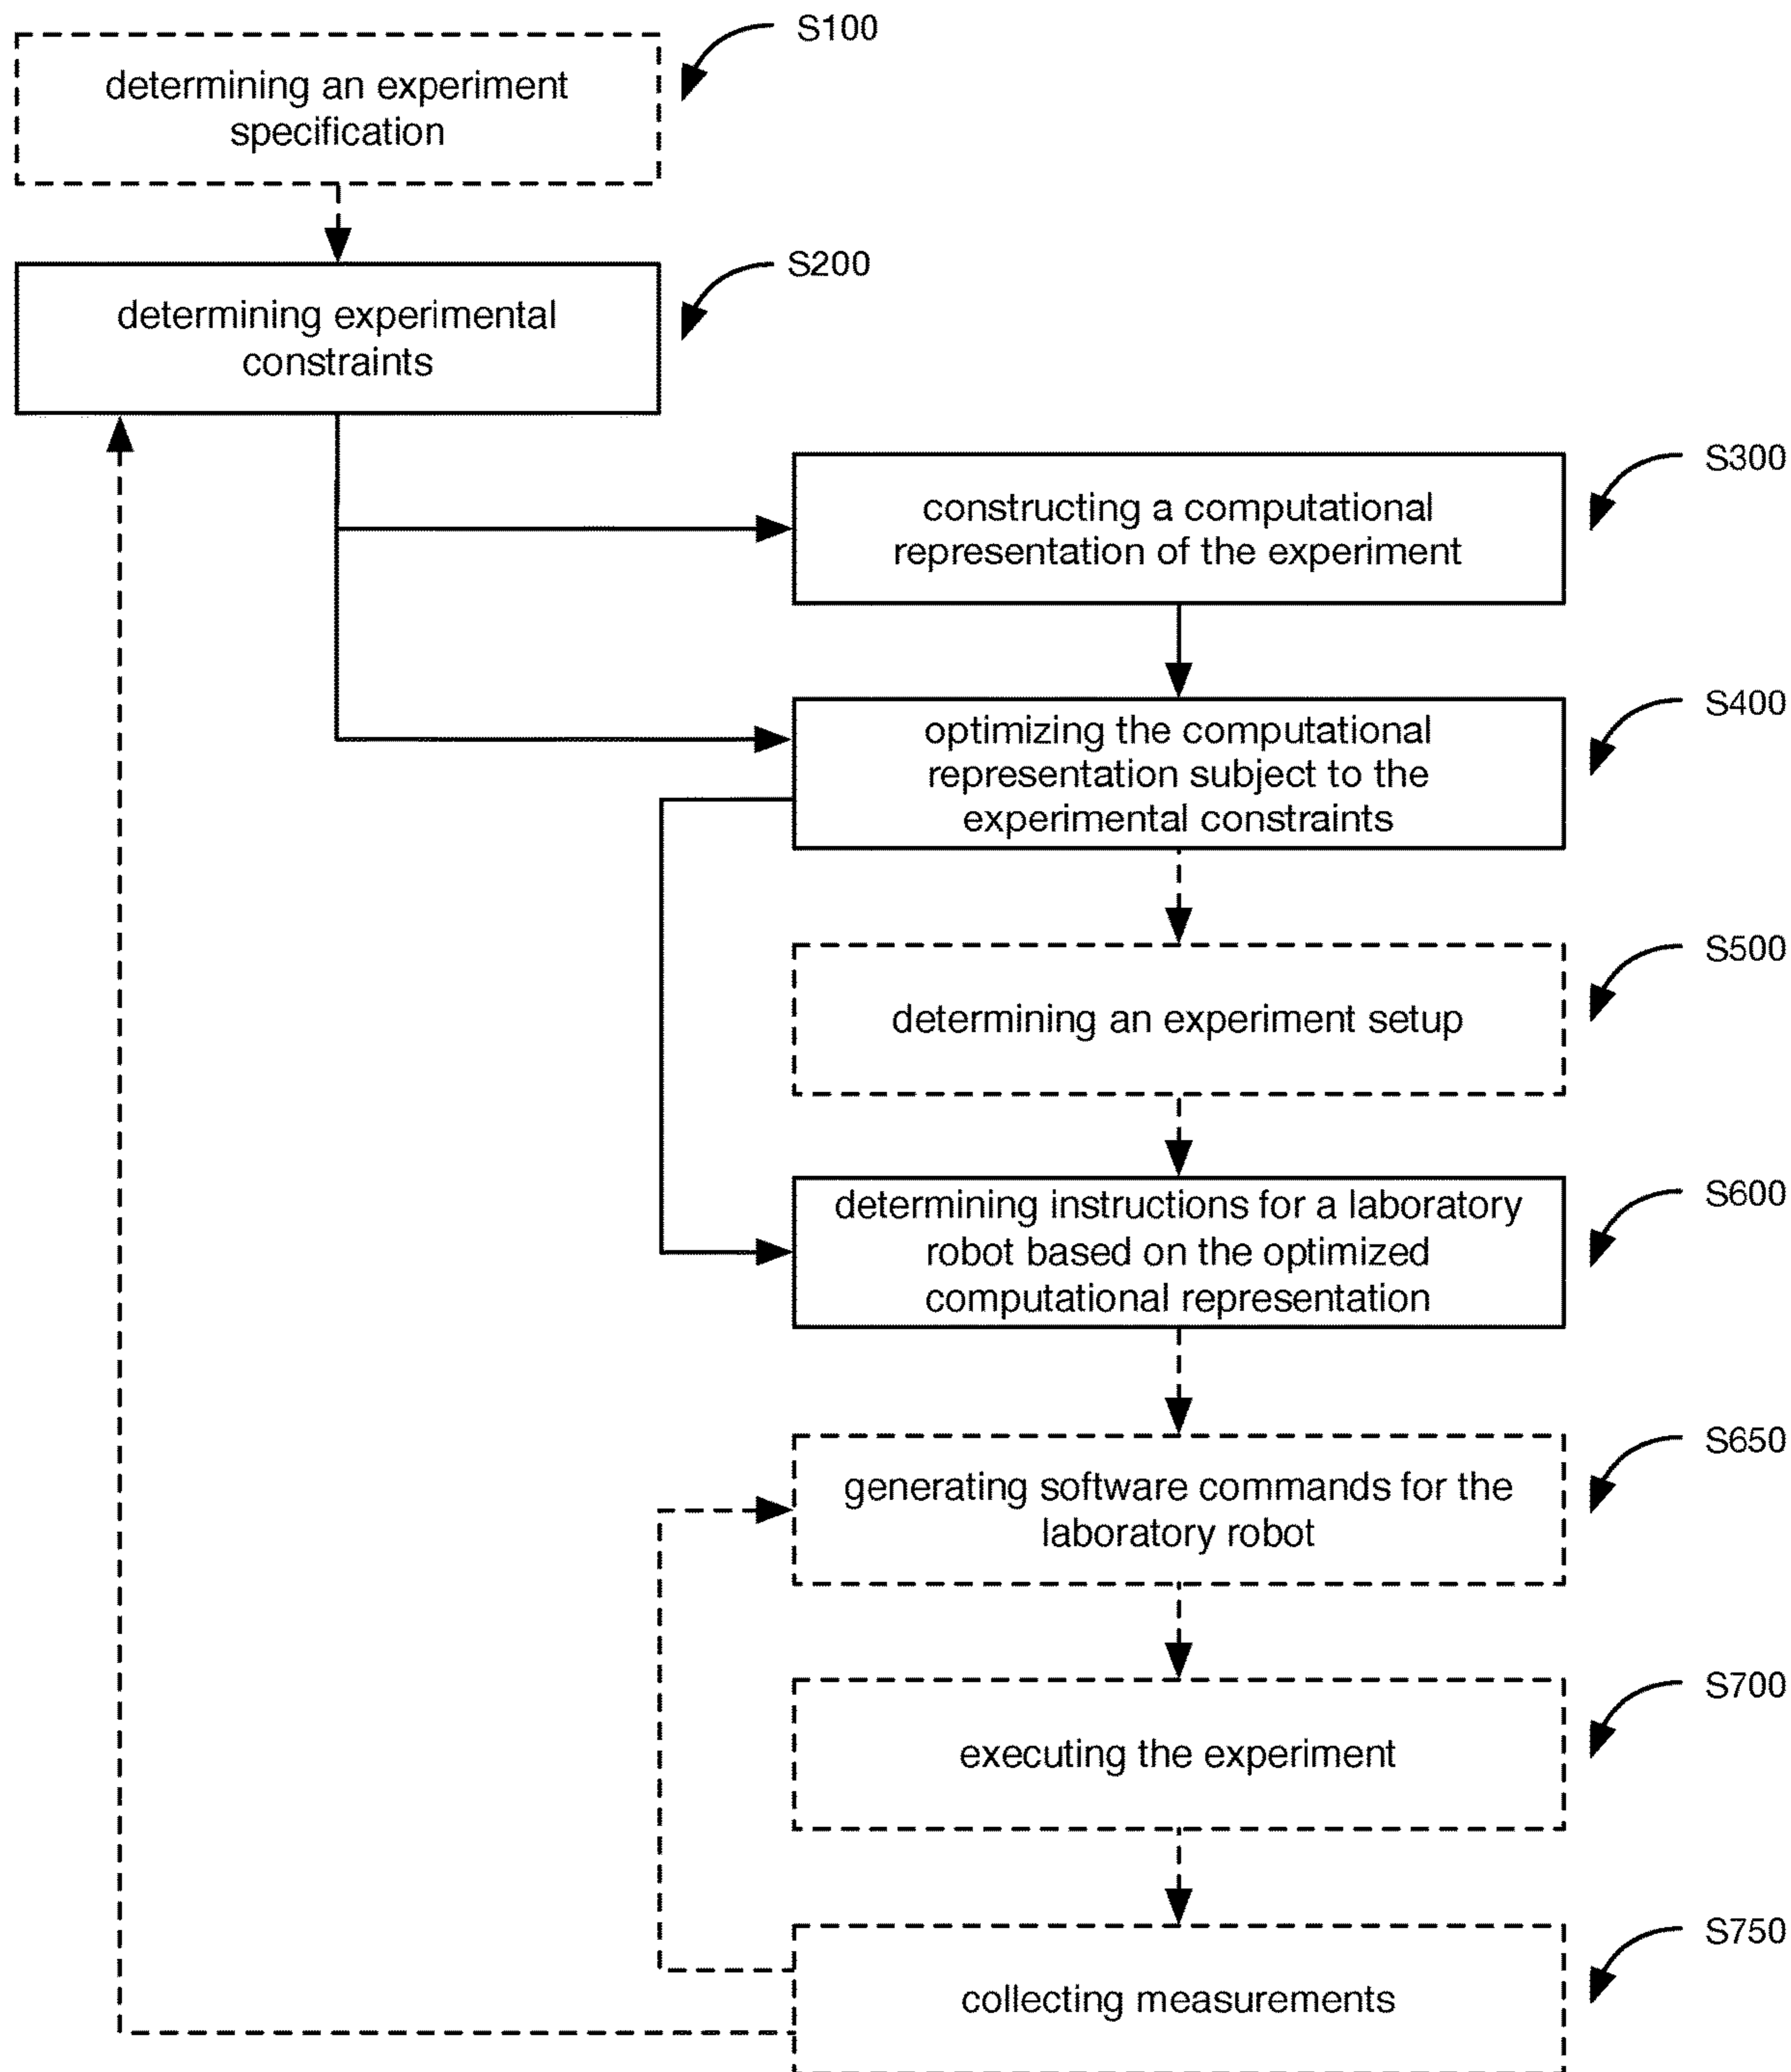 S100
determining an experiment
specification
S200
determining experimental
constraints
S300
constructing a computational
representation of the experiment
S400
optimizing the computational
representation subject to the
experimental constraints
S500
determining an experiment setup
S600
determining instructions for a laboratory
robot based on the optimized
computational representation
S650
generating software commands for the
laboratory robot
S700
executing the experiment
S750
collecting measurements